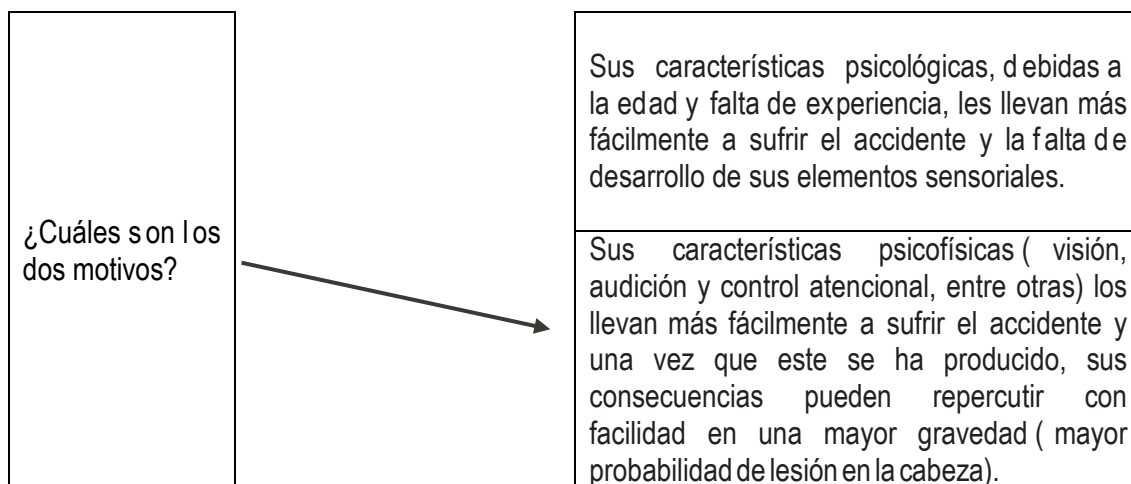 ¿Cuáles son los
dos motivos?
Sus características psicológicas, debidas a
la edad y falta de experiencia, les llevan más
fácilmente a sufrir el accidente y la falta de
desarrollo de sus elementos sensoriales.
Sus características psicofísicas ( visión,
audición y control atencional, entre otras) los
llevan más fácilmente a sufrir el accidente y
una vez que este se ha producido, sus
consecuencias pueden repercutir con
facilidad en una mayor gravedad ( mayor
probabilidad de lesión en la cabeza).